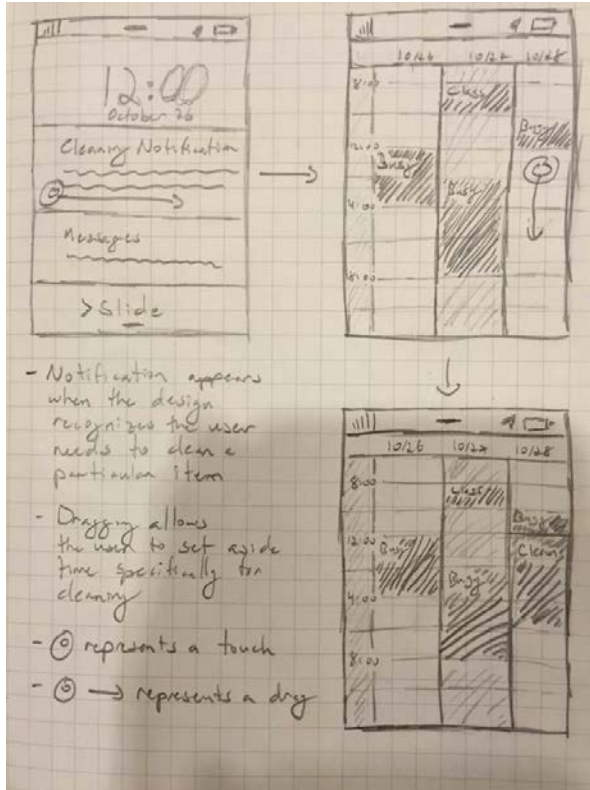 12:00
October 26
Cleaning Notification
Messages
> Slide
10/26 10/27 10/28
8:00
Class
Busy
12:00
Busy
Busy
4:00
8:00
- Notification appears
when the design
recognizes the user
needs to clean a
particular item
- Dragging allows
the user to set aside
time specifically for
cleaning
- represents a touch
- → represents a drag
10/26 10/27 10/28
8:00
Class
Busy
12:00
Busy
Clean
Busy
4:00
8:00